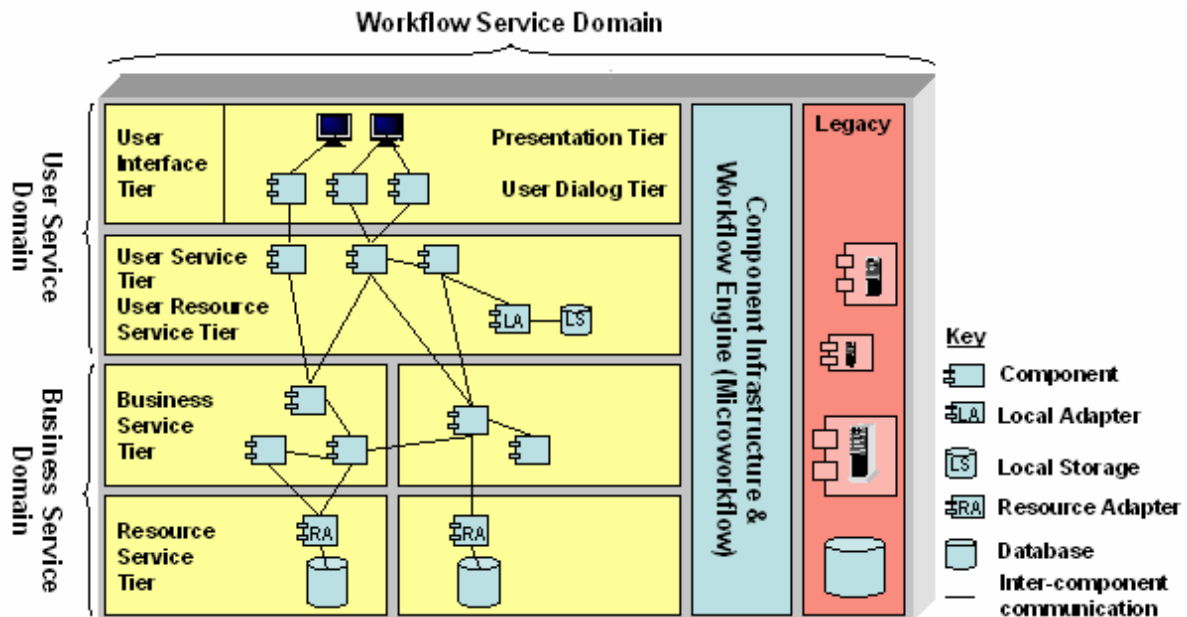 Workflow Service Domain
User Service
Domain
User
Interface
Tier
Presentation Tier
User Dialog Tier
User Service
Tier
User Resource
Service Tier
LA
LS
Business Service
Domain
Business
Service
Tier
Resource
Service
Tier
RA
RA
Component Infrastructure &
Workflow Engine (Microworkflow)
Legacy
Key
Component
LA
Local Adapter
LS
Local Storage
RA
Resource Adapter
Database
Inter-component
communication